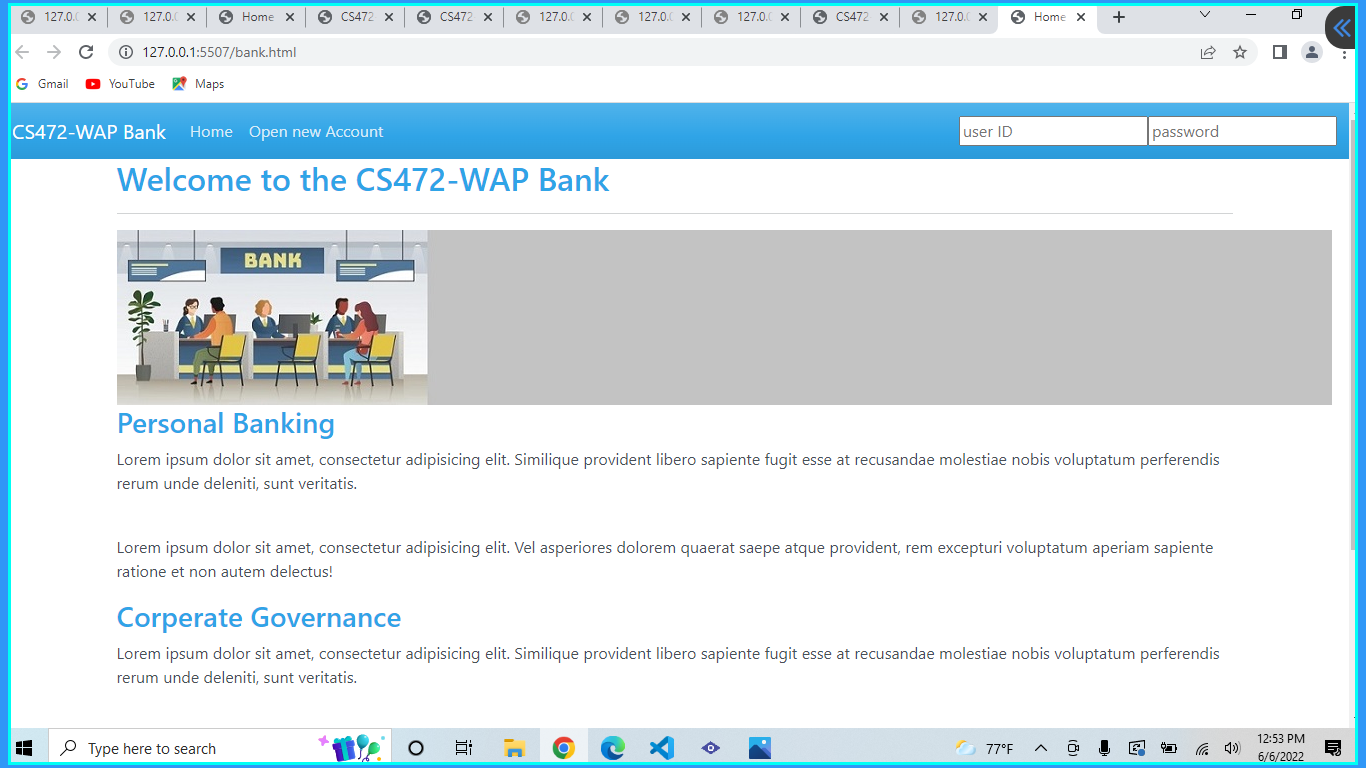 127.0.0
127.0.0
Home
CS472
CS472
127.0.0
127.0.0
127.0.0
CS472
127.0.0
Home
127.0.0.1:5507/bank.html
Gmail
YouTube
Maps
CS472-WAP Bank Home Open new Account user ID password
Welcome to the CS472-WAP Bank
BANK
Personal Banking
Lorem ipsum dolor sit amet, consectetur adipisicing elit. Similique provident libero sapiente fugit esse at recusandae molestiae nobis voluptatum perferendis
rerum unde deleniti, sunt veritatis.
Lorem ipsum dolor sit amet, consectetur adipisicing elit. Vel asperiores dolorem quaerat saepe atque provident, rem excepturi voluptatum aperiam sapiente
ratione et non autem delectus!
Corperate Governance
Lorem ipsum dolor sit amet, consectetur adipisicing elit. Similique provident libero sapiente fugit esse at recusandae molestiae nobis voluptatum perferendis
rerum unde deleniti, sunt veritatis.
Type here to search
77°F
12:53 PM
6/6/2022